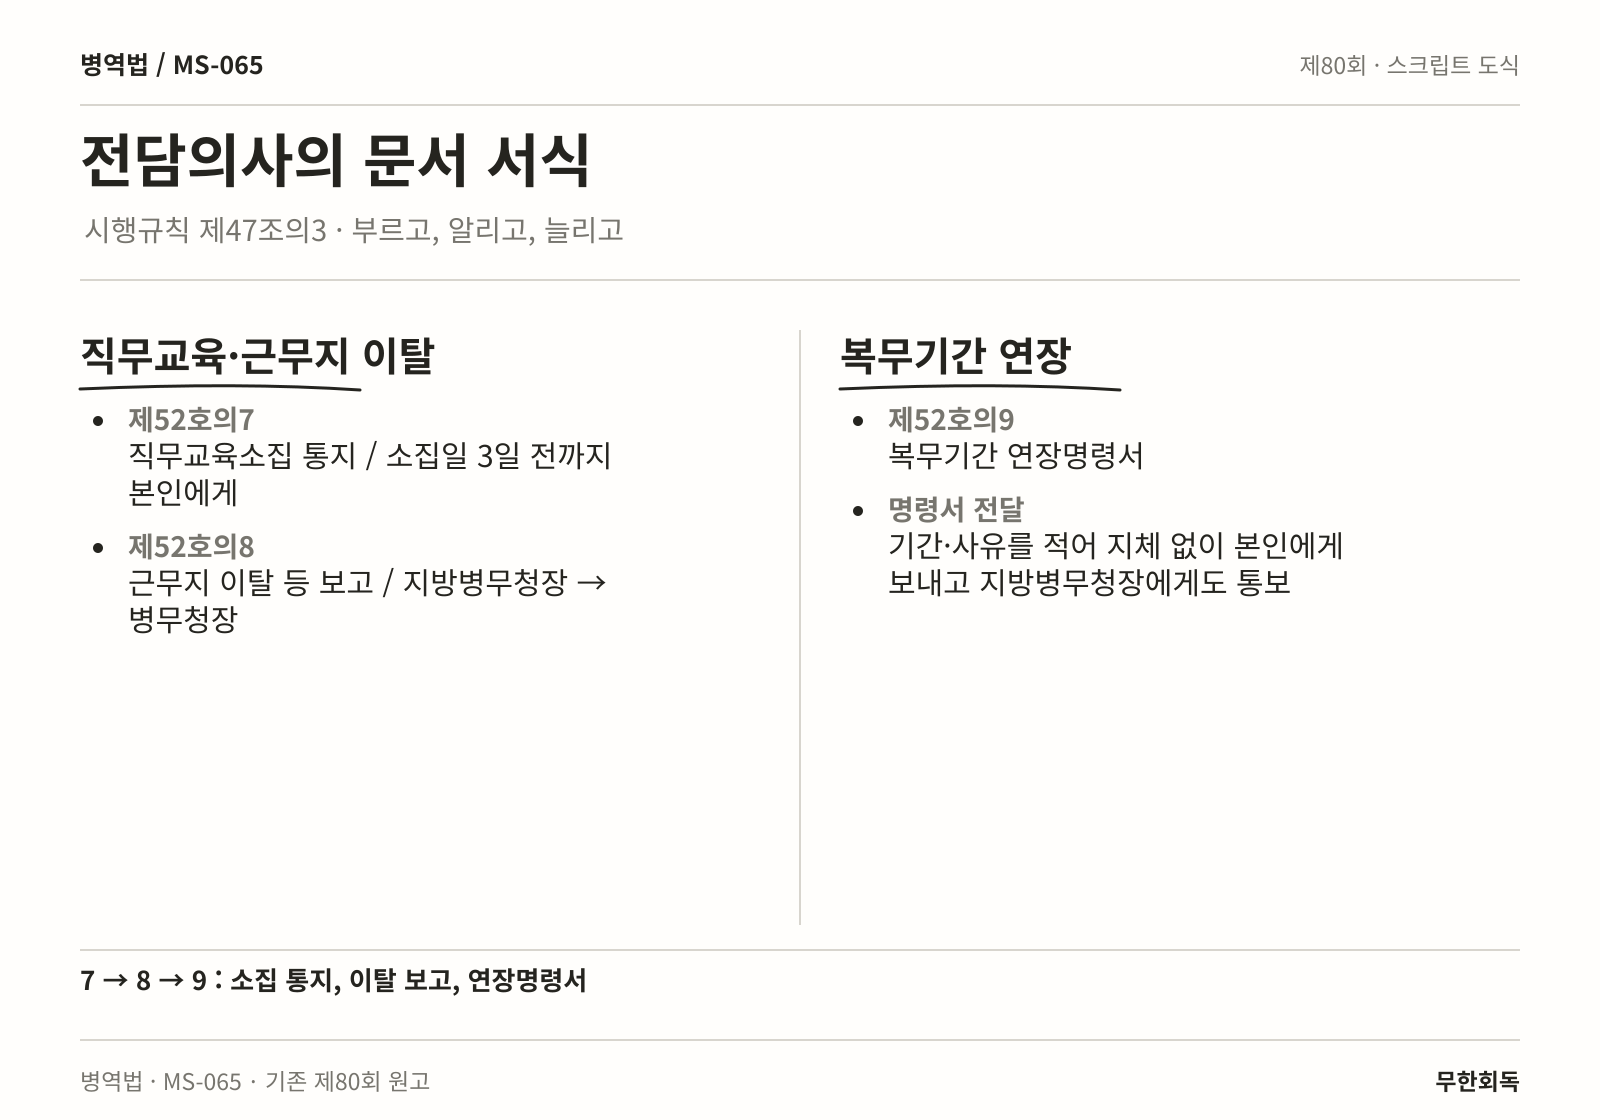 병역법 / MS-065
제80회 · 스크립트 도식
전담의사의 문서 서식
시행규칙 제47조의3 · 부르고, 알리고, 늘리고
직무교육·근무지 이탈
• 제52호의7
직무교육소집 통지 / 소집일 3일 전까지
본인에게
• 제52호의8
근무지 이탈 등 보고 / 지방병무청장 →
병무청장
복무기간 연장
• 제52호의9
복무기간 연장명령서
• 명령서 전달
기간·사유를 적어 지체 없이 본인에게
보내고 지방병무청장에게도 통보
7 → 8 → 9 : 소집 통지, 이탈 보고, 연장명령서
병역법 · MS-065 · 기존 제80회 원고
무한회독